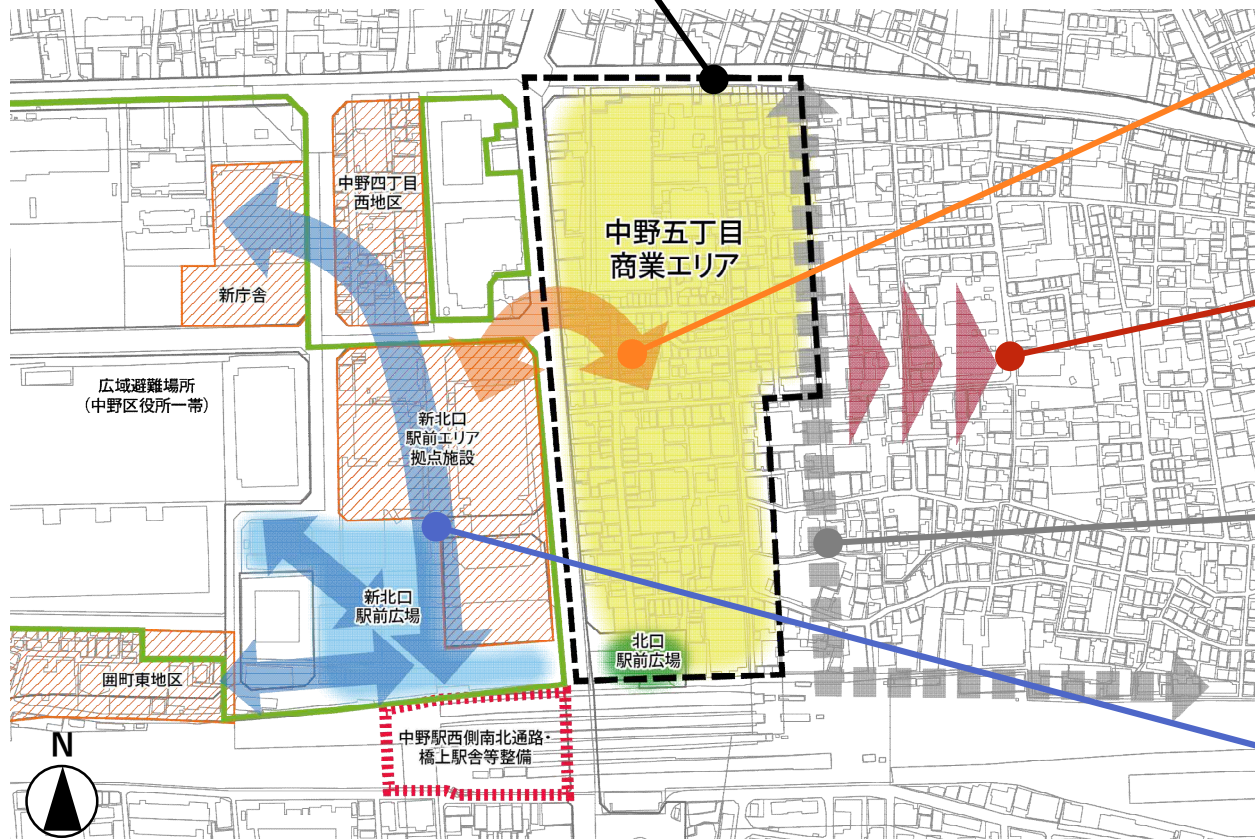 中野四丁目
西地区
中野五丁目
商業エリア
新庁舎
広域避難場所
（中野区役所一帯）
新北口
駅前エリア
拠点施設
新北口
駅前広場
北口
駅前広場
囲町東地区
中野駅西側南北通路・
橋上駅舎等整備
N